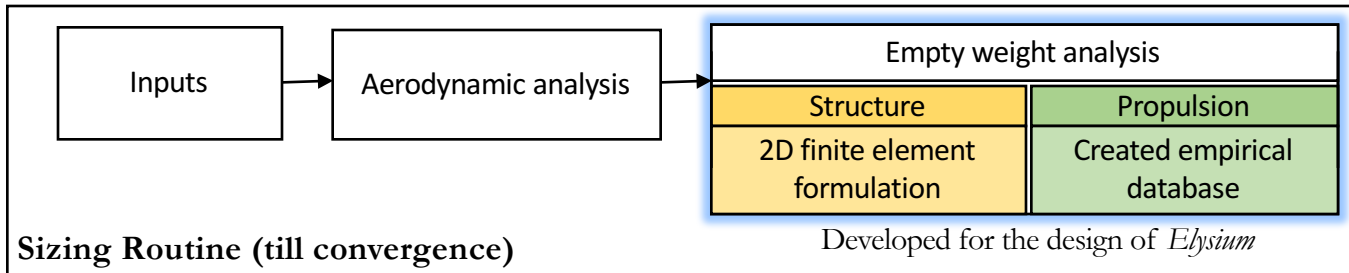 Inputs
Aerodynamic analysis
Empty weight analysis
Structure
2D finite element
formulation
Propulsion
Created empirical
database
Sizing Routine (till convergence)
Developed for the design of Elysium